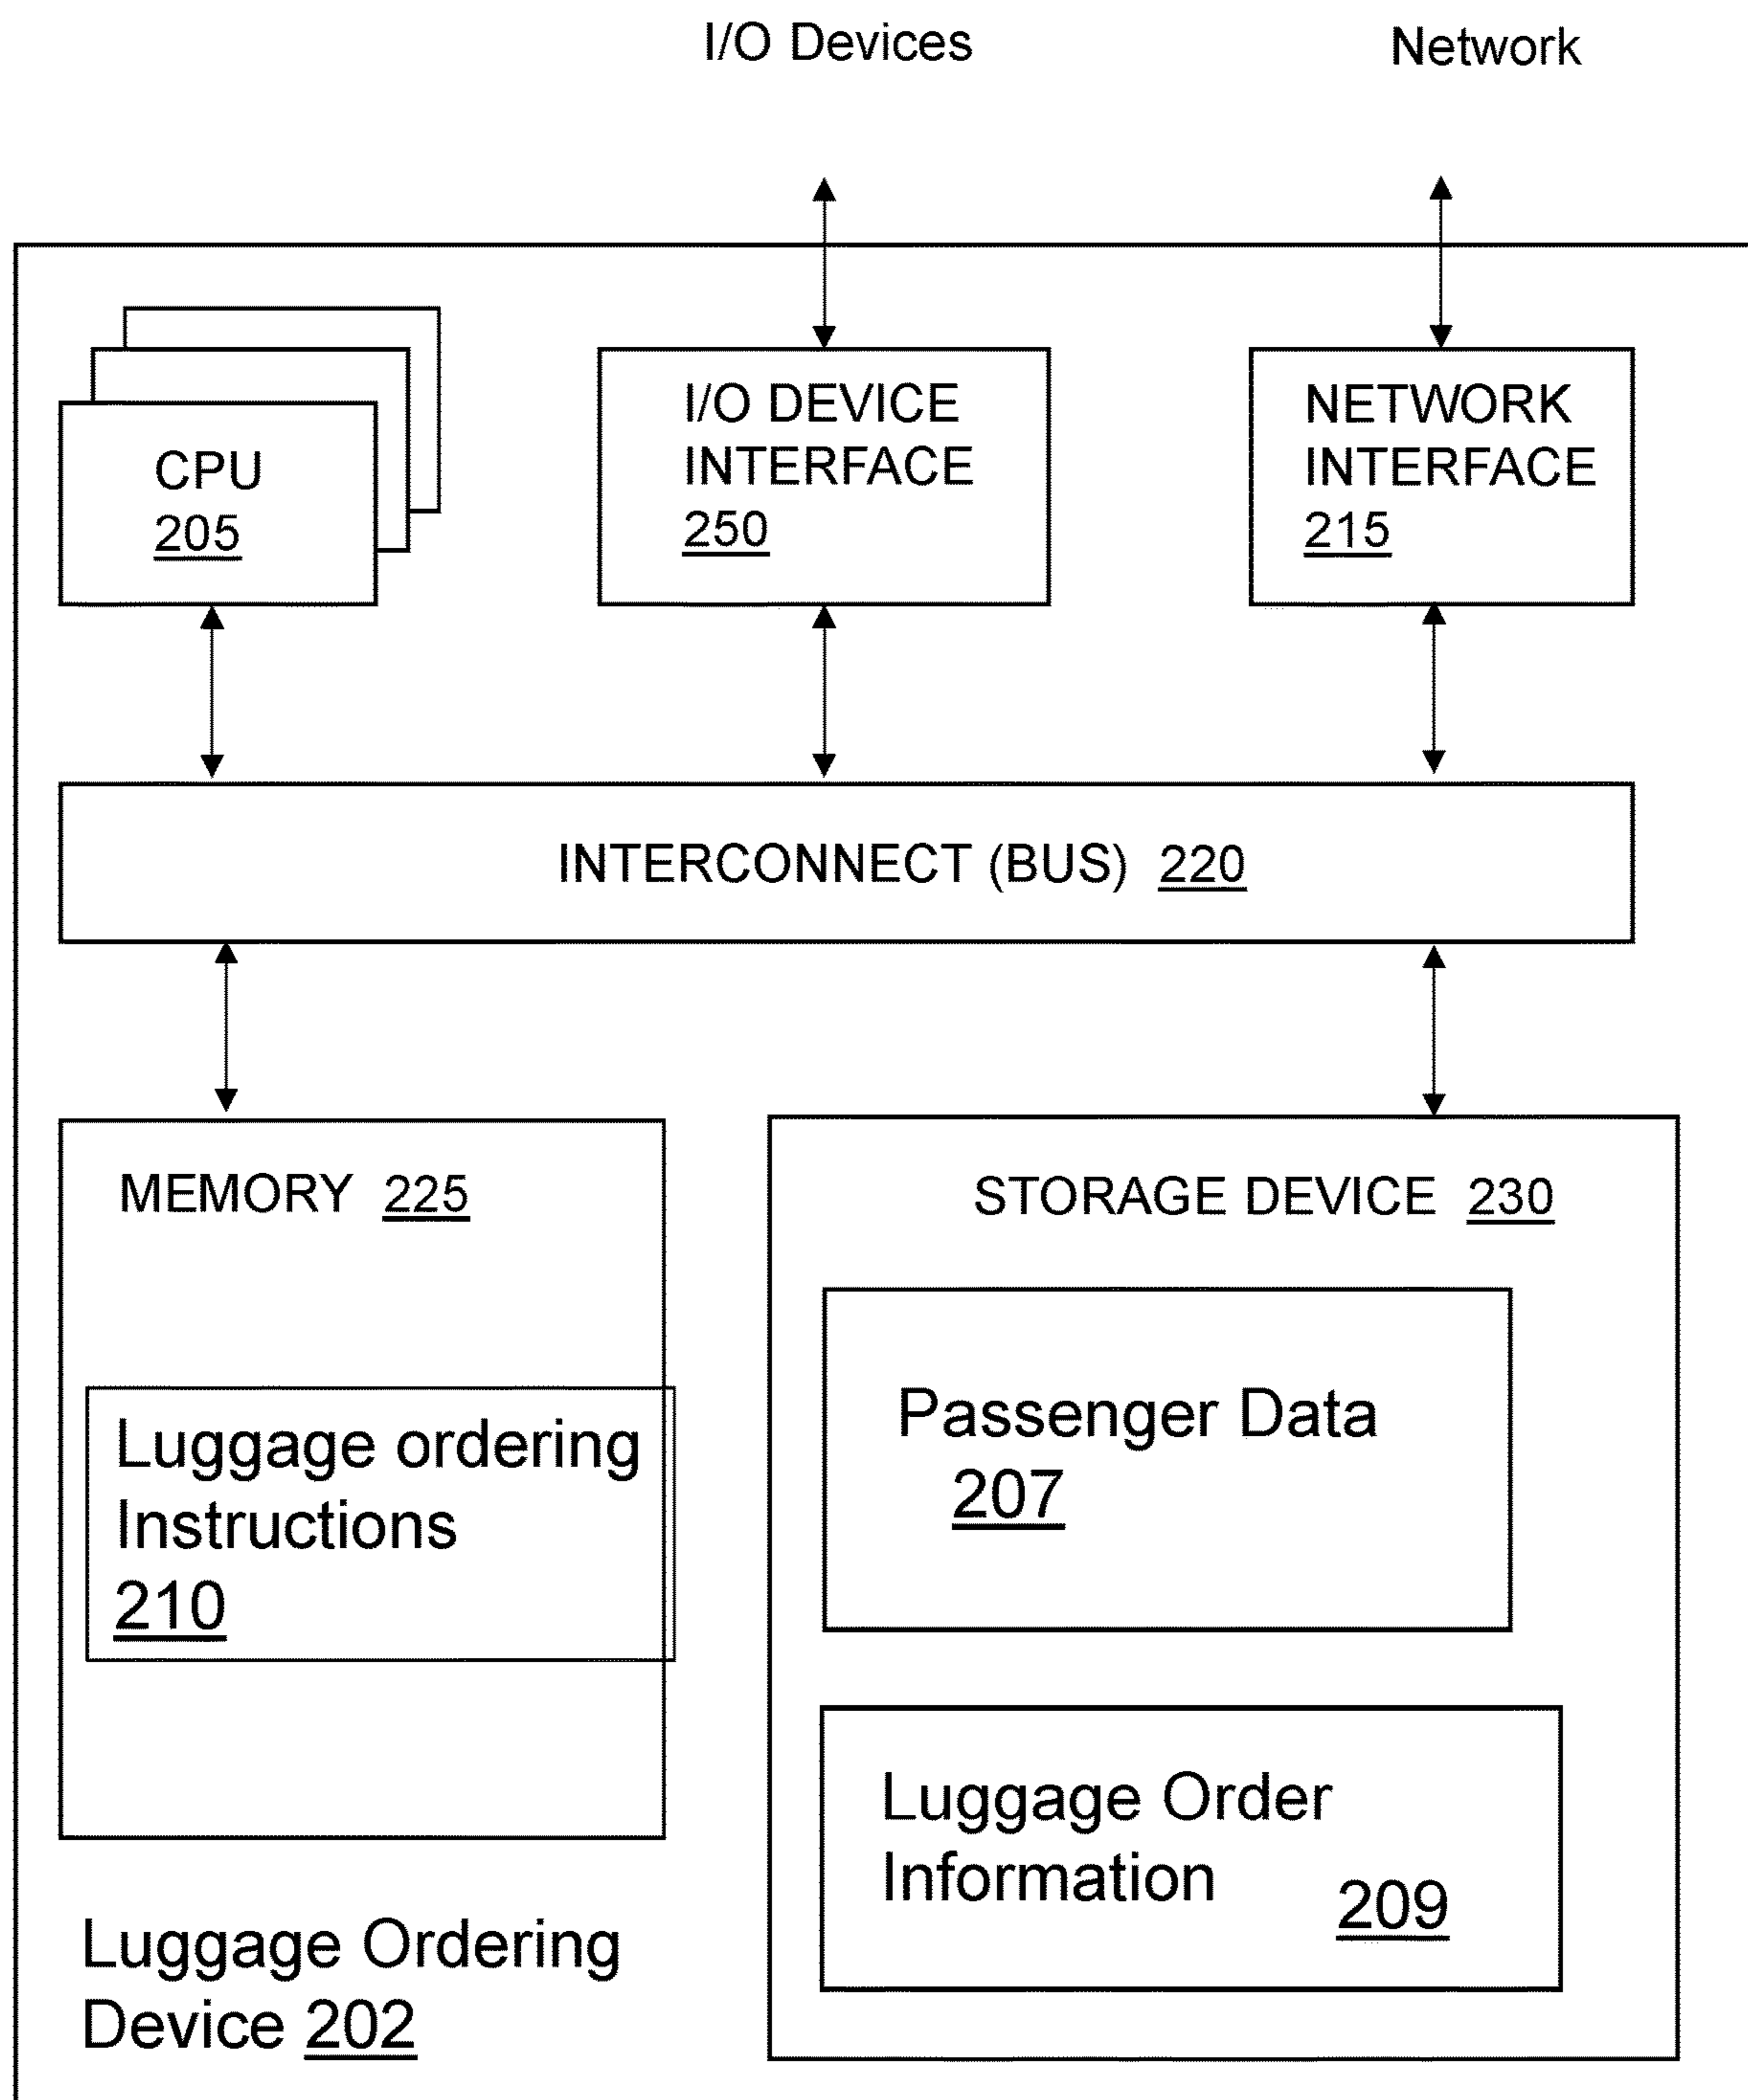 I/O Devices
Network
CPU
205
I/O DEVICE
INTERFACE
250
NETWORK
INTERFACE
215
INTERCONNECT (BUS) 220
MEMORY 225
Luggage ordering
Instructions
210
STORAGE DEVICE 230
Passenger Data
207
Luggage Order
Information 209
Luggage Ordering
Device 202